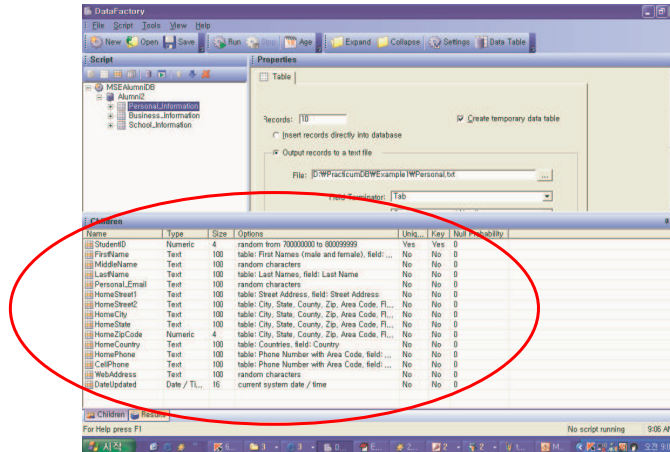 DataFactory
File Script Tools View Help
New Open Save Run Stop Age Expand Collapse Settings Data Table
Script
Properties
MSEAlumniDB
Alumni2
Personal_Information
Business_Information
School_Information
Table
Records: 10
Create temporary data table
Insert records directly into database
Output records to a text file
File: D:₩PracticumDB₩Example1₩Personal.txt ...
Field Terminator: Tab
Children
Name Type Size Options Uniq... Key Null Probability
StudentID Numeric 4 random from 700000000 to 800099999 Yes Yes 0
FirstName Text 100 table: First Names (male and female), field: ... No No 0
MiddleName Text 100 random characters No No 0
LastName Text 100 table: Last Names, field: Last Name No No 0
Personal_Email Text 100 random characters No No 0
HomeStreet1 Text 100 table: Street Address, field: Street Address No No 0
HomeStreet2 Text 100 table: City, State, County, Zip, Area Code, FI... No No 0
HomeCity Text 100 table: City, State, County, Zip, Area Code, FI... No No 0
HomeState Text 100 table: City, State, County, Zip, Area Code, FI... No No 0
HomeZipCode Numeric 4 table: City, State, County, Zip, Area Code, FI... No No 0
HomeCountry Text 100 table: Countries, field: Country No No 0
HomePhone Text 100 table: Phone Number with Area Code, field: ... No No 0
CellPhone Text 100 table: Phone Number with Area Code, field: ... No No 0
WebAddress Text 100 random characters No No 0
DateUpdated Date / Ti... 16 current system date / time No No 0
Children Results
For Help press F1
No script running 9:05 AM
시작